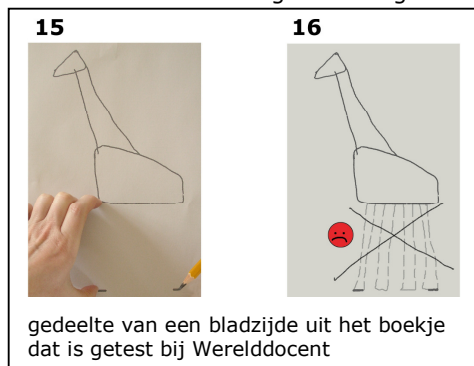 15
16
gedeelte van een bladzijde uit het boekje
dat is getest bij Werelddocent